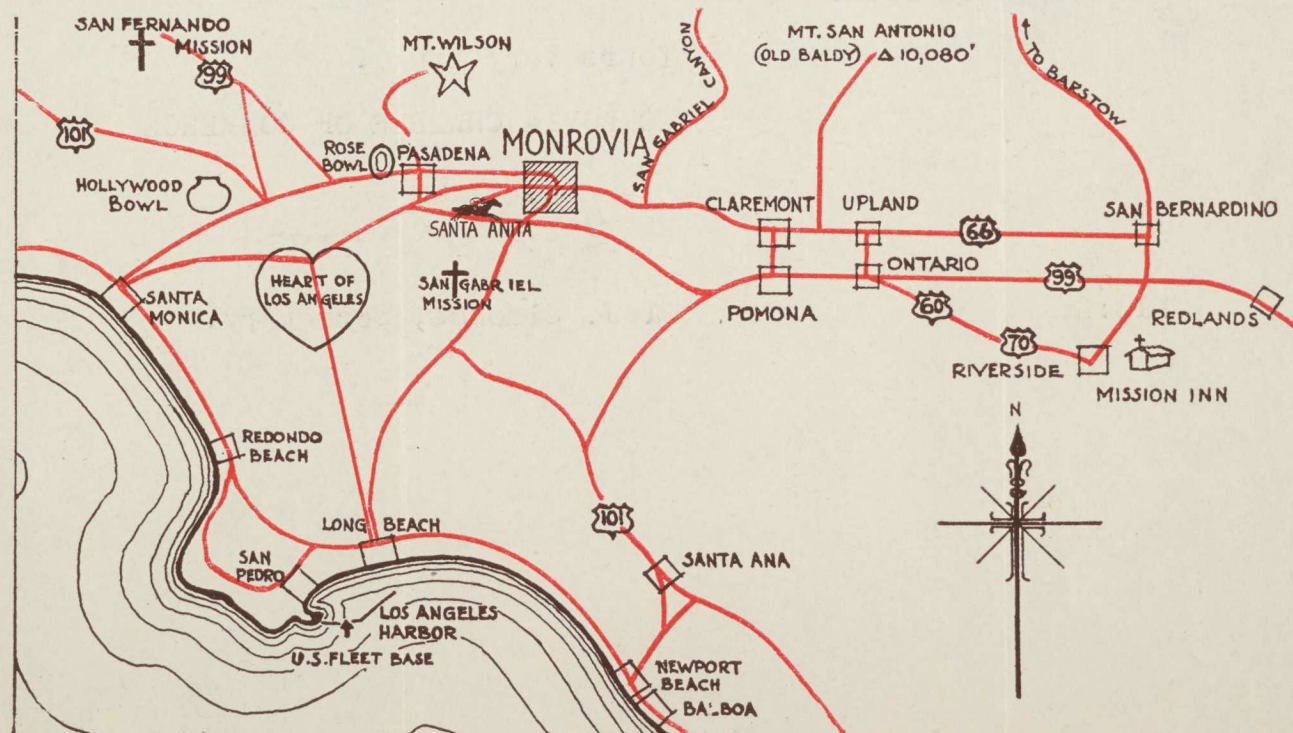 SAN FERNANDO
MISSION
99
101
HOLLYWOOD
BOWL
MT. WILSON
ROSE
BOWL
PASADENA
MONROVIA
SANTA ANITA
SAN GABRIEL CANYON
MT. SAN ANTONIO
(OLD BALDY) Δ 10,080'
TO BARSTOW
CLAREMONT
UPLAND
66
SAN BERNARDINO
SANTA
MONICA
HEART OF
LOS ANGELES
SAN GABRIEL
MISSION
POMONA
ONTARIO
99
60
70
REDLANDS
RIVERSIDE
MISSION INN
N
REDONDO
BEACH
LONG BEACH
SAN
PEDRO
101
SANTA ANA
LOS ANGELES
HARBOR
U.S. FLEET BASE
NEWPORT
BEACH
BALBOA